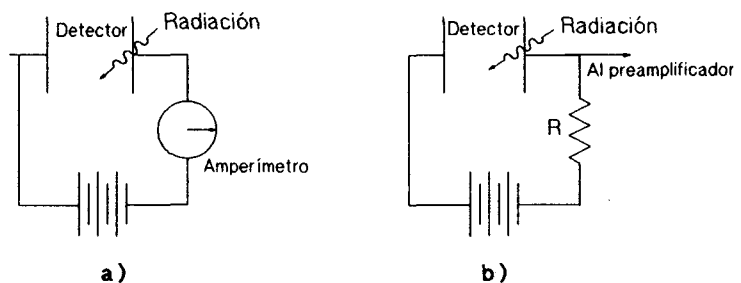 Detector
Radiación
Amperímetro
a)
Detector
Radiación
Al preamplificador
R
b)